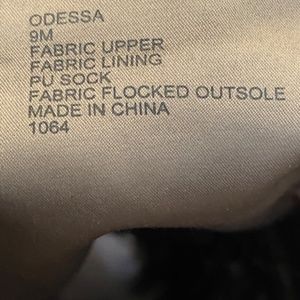 ODESSA
9M
FABRIC UPPER
FABRIC LINING
PU SOCK
FABRIC FLOCKED OUTSOLE
MADE IN CHINA
1064